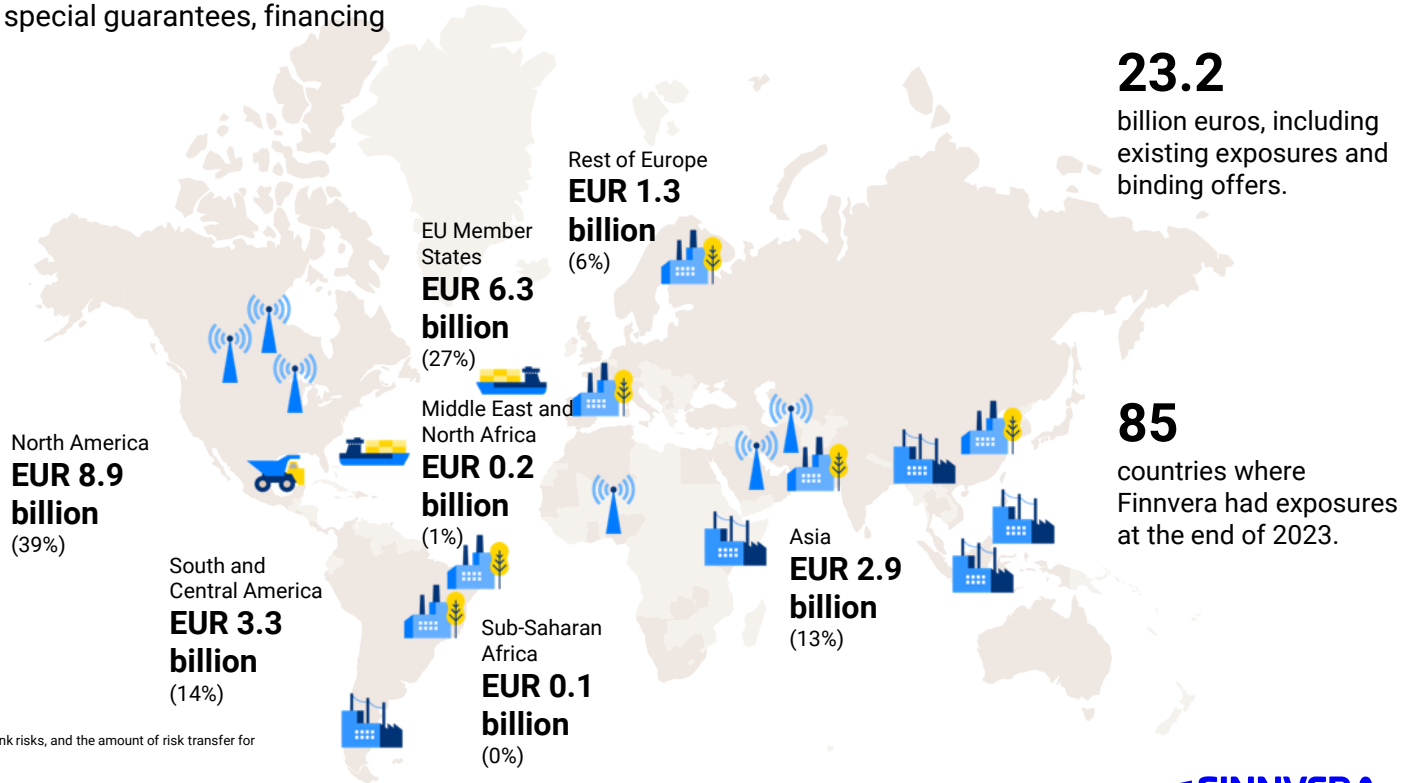 special guarantees, financing
23.2
billion euros, including
existing exposures and
binding offers.
Rest of Europe
EUR 1.3
billion
(6%)
EU Member
States
EUR 6.3
billion
(27%)
Middle East and
North Africa
EUR 0.2
billion
(1%)
North America
EUR 8.9
billion
(39%)
85
countries where
Finnvera had exposures
at the end of 2023.
Asia
EUR 2.9
billion
(13%)
South and
Central America
EUR 3.3
billion
(14%)
Sub-Saharan
Africa
EUR 0.1
billion
(0%)
risks, and the amount of risk transfer for
FINNVERA